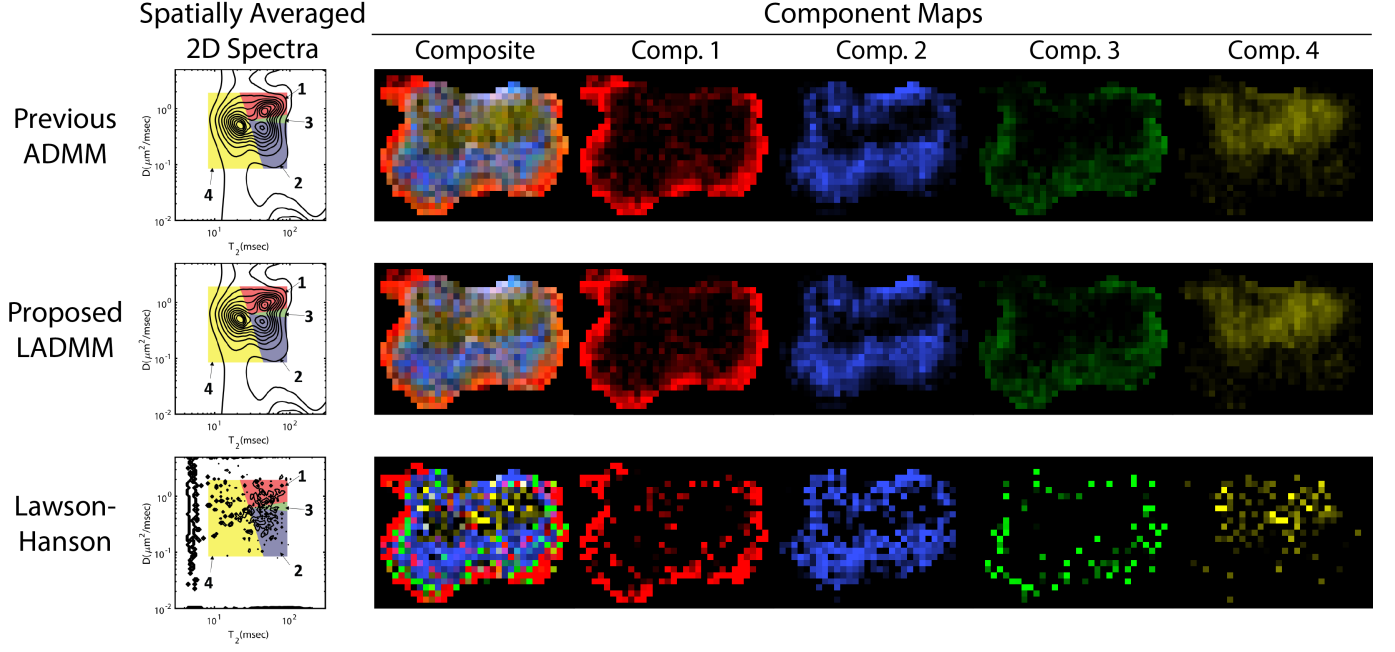 Spatially Averaged
2D Spectra
Component Maps
Composite
Comp. 1
Comp. 2
Comp. 3
Comp. 4
Previous
ADMM
D(μm²/msec)
10⁰
10⁻¹
10⁻²
10¹
10²
T₂(msec)
1
3
2
4
Proposed
LADMM
D(μm²/msec)
10⁰
10⁻¹
10⁻²
10¹
10²
T₂(msec)
1
3
2
4
Lawson-
Hanson
D(μm²/msec)
10⁰
10⁻¹
10⁻²
10¹
10²
T₂(msec)
1
3
2
4